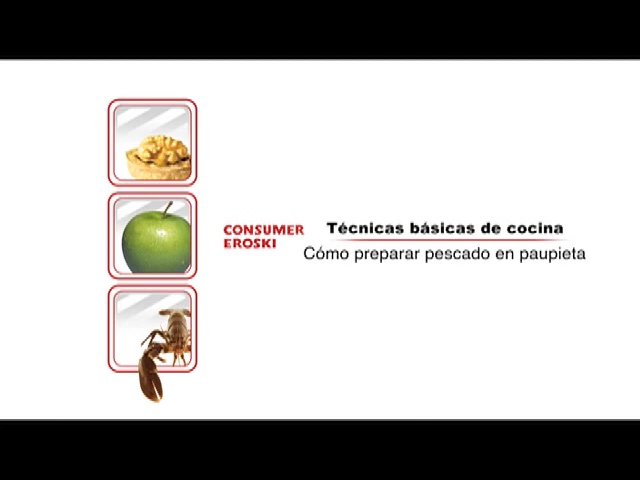 CONSUMER
EROSKI
Técnicas básicas de cocina
Cómo preparar pescado en paupieta